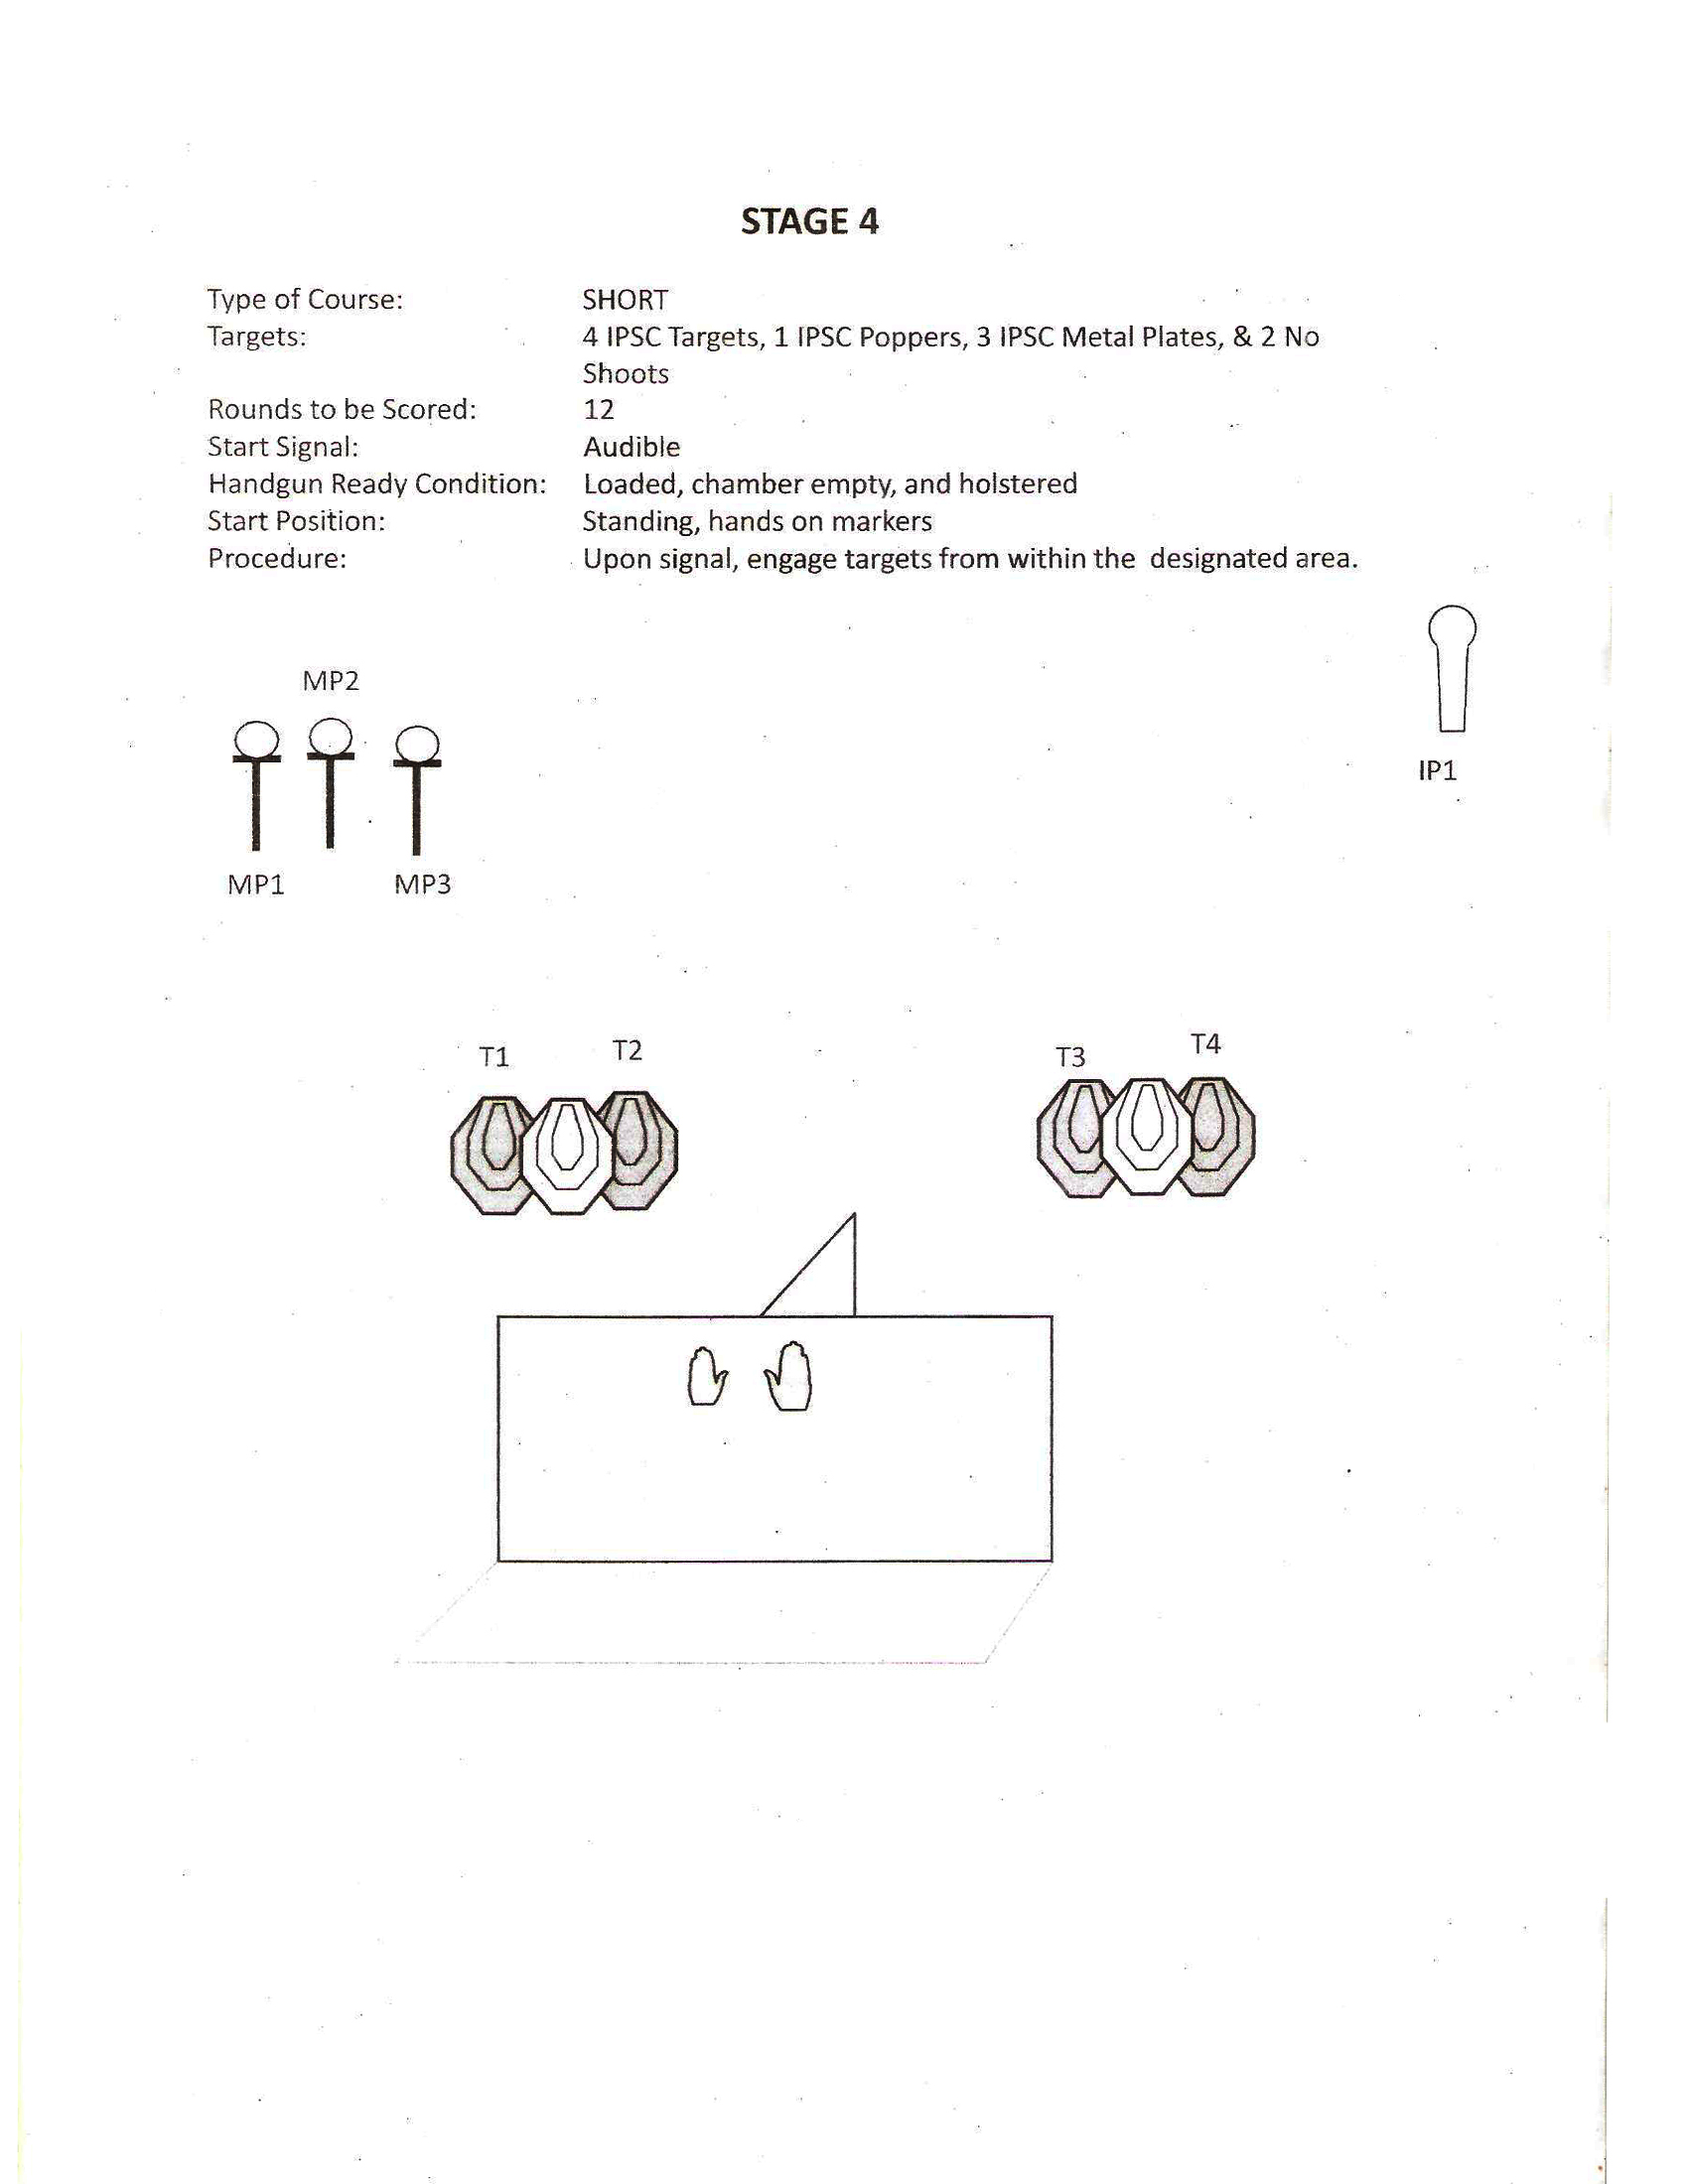 STAGE 4
Type of Course: SHORT
Targets: 4 IPSC Targets, 1 IPSC Poppers, 3 IPSC Metal Plates, & 2 No
Shoots
Rounds to be Scored: 12
Start Signal: Audible
Handgun Ready Condition: Loaded, chamber empty, and holstered
Start Position: Standing, hands on markers
Procedure: Upon signal, engage targets from within the designated area.
MP2
IP1
MP1 MP3
T1 T2 T3 T4